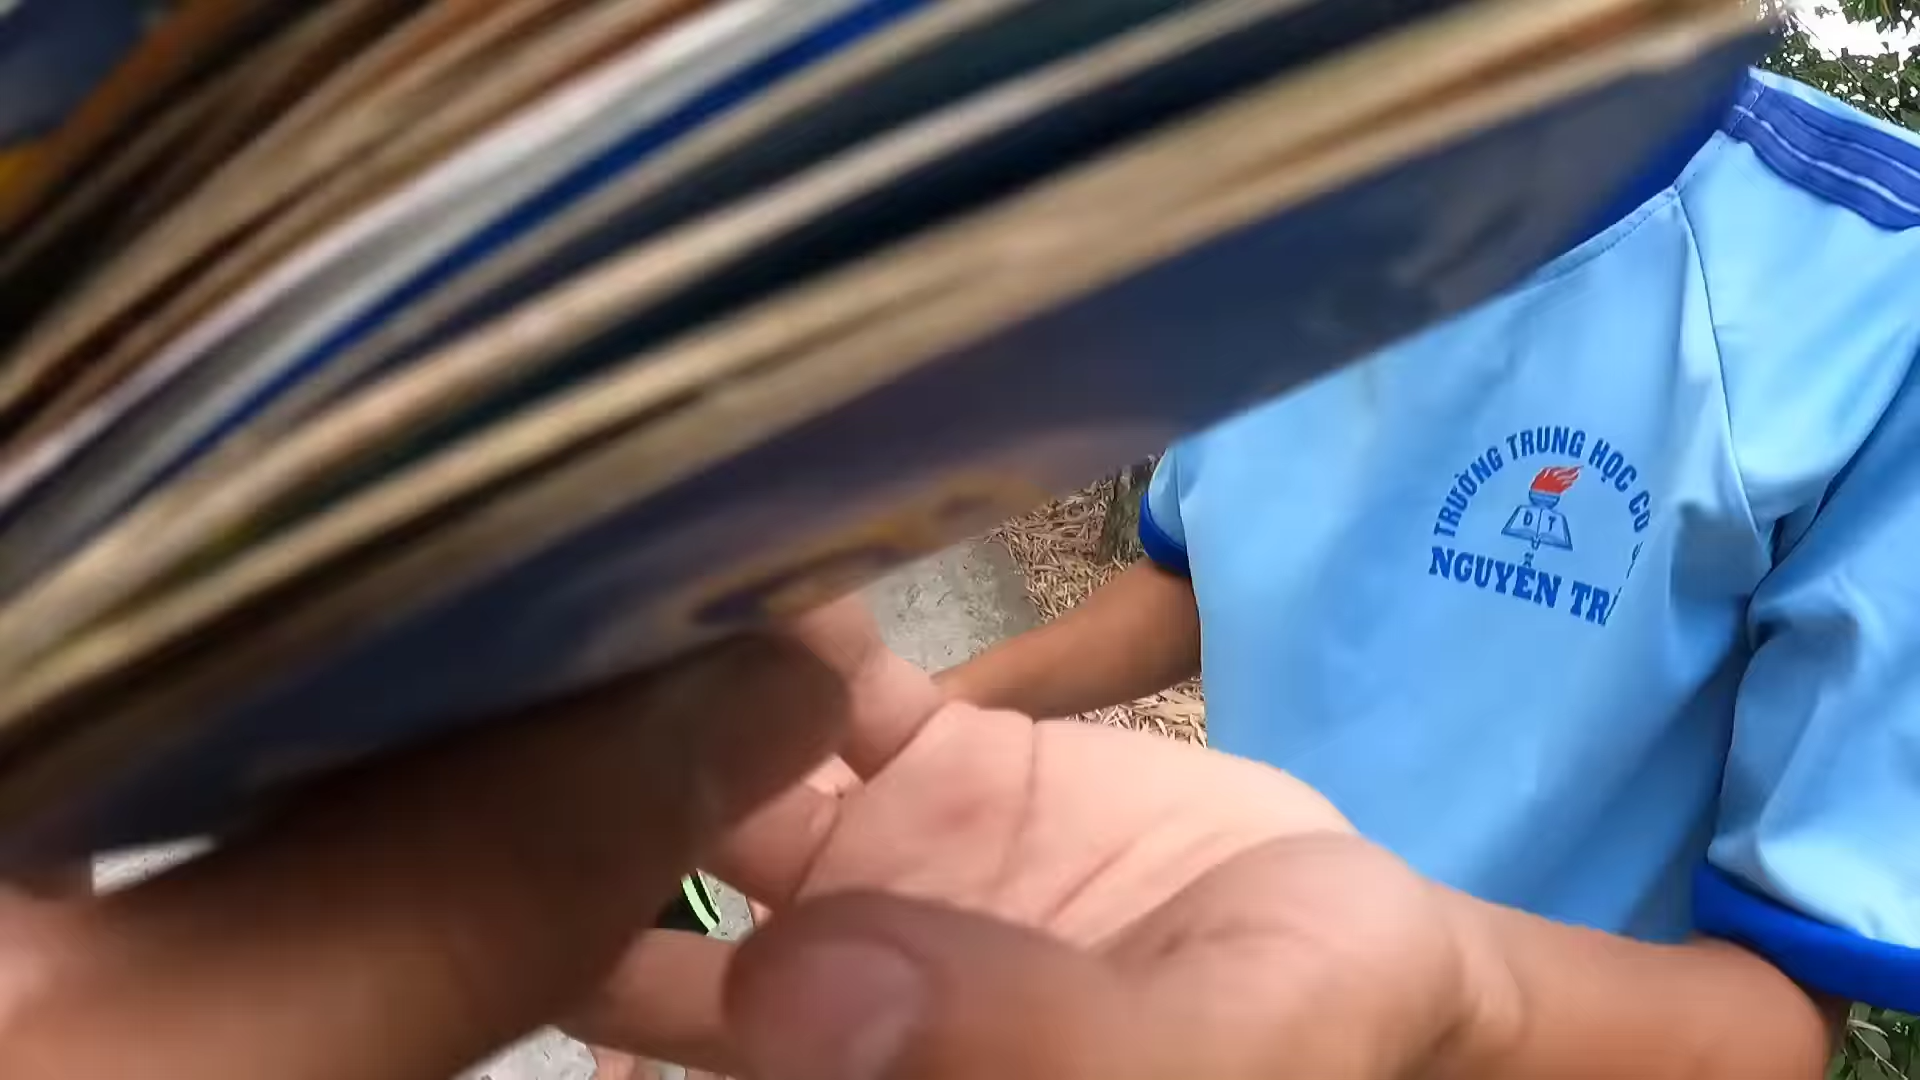 TRƯỜNG TRUNG HỌC CƠ
D T
NGUYỄN TR